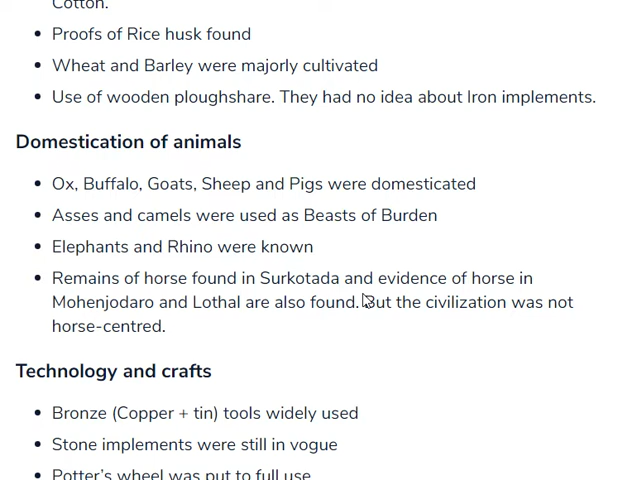 Cotton.
Proofs of Rice husk found
Wheat and Barley were majorly cultivated
Use of wooden ploughshare. They had no idea about Iron implements.
Domestication of animals
Ox, Buffalo, Goats, Sheep and Pigs were domesticated
Asses and camels were used as Beasts of Burden
Elephants and Rhino were known
Remains of horse found in Surkotada and evidence of horse in
Mohenjodaro and Lothal are also found. But the civilization was not
horse-centred.
Technology and crafts
Bronze (Copper + tin) tools widely used
Stone implements were still in vogue
Potter’s wheel was put to full use